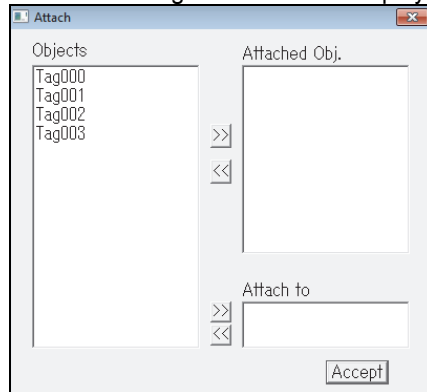 Attach
Objects
Tag000
Tag001
Tag002
Tag003
Attached Obj.
>>
<<
Attach to
>>
<<
Accept